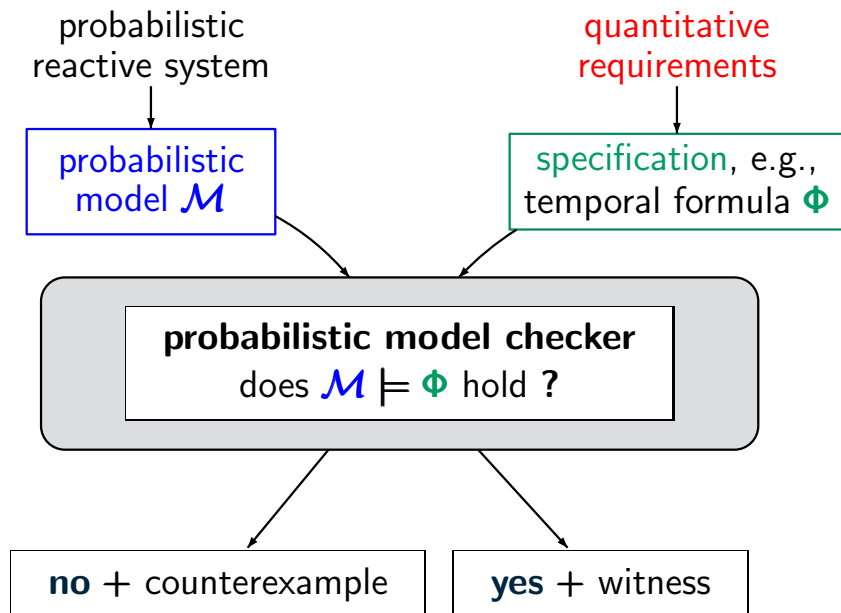 probabilistic
reactive system
quantitative
requirements
probabilistic
model ℳ
specification, e.g.,
temporal formula Φ
probabilistic model checker
does ℳ ⊨ Φ hold ?
no + counterexample
yes + witness